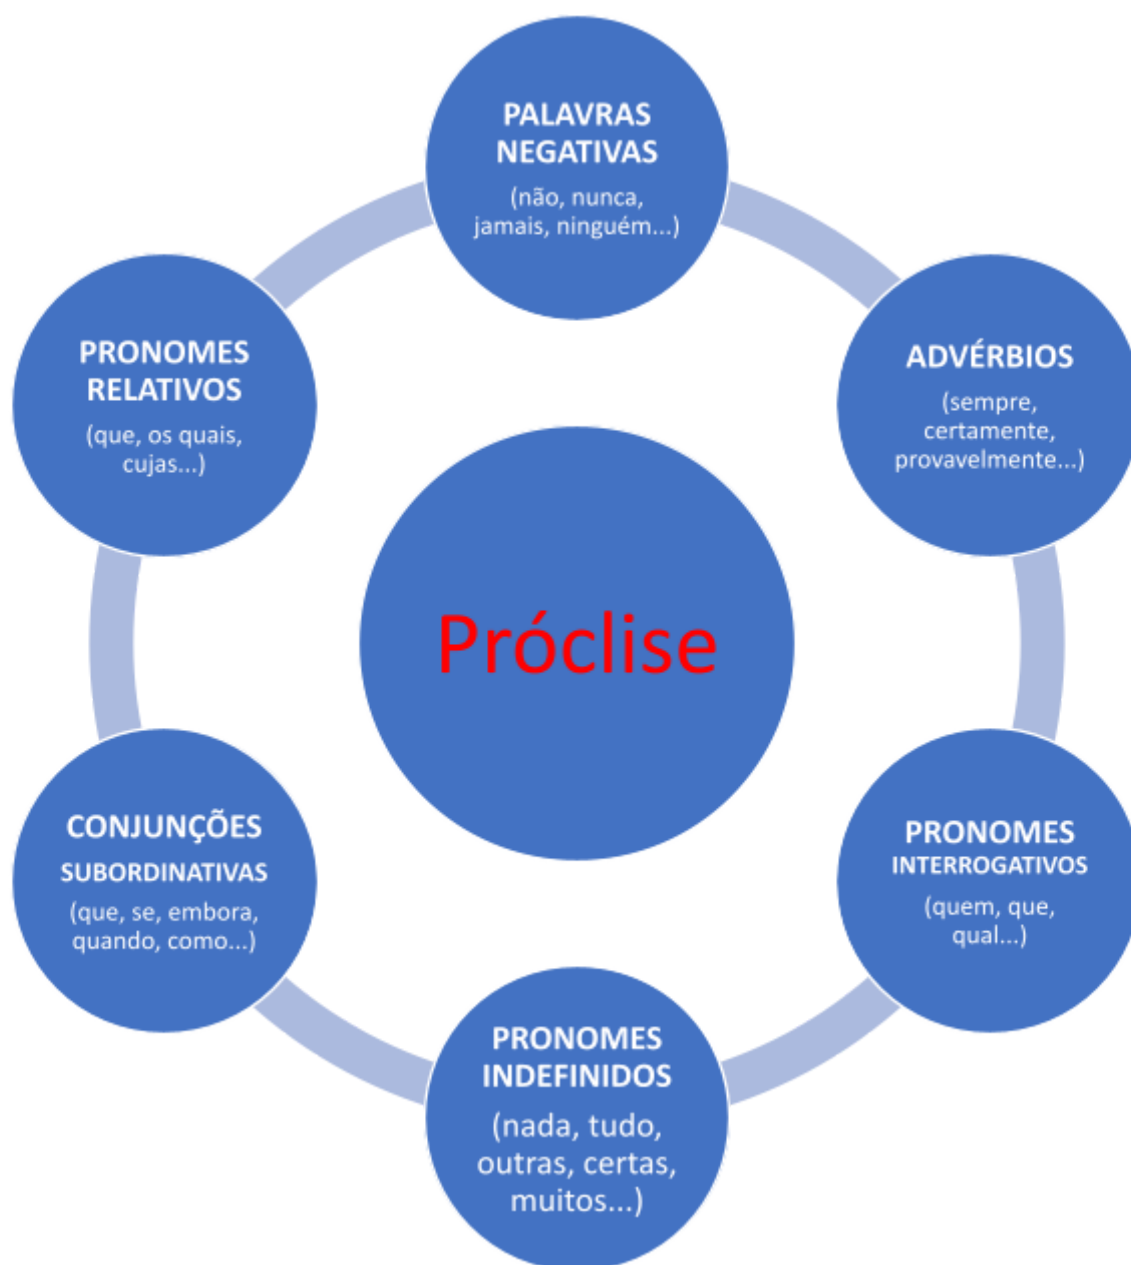 PALAVRAS
NEGATIVAS
(não, nunca,
jamais, ninguém...)
ADVÉRBIOS
(sempre,
certamente,
provavelmente...)
PRONOMES
INTERROGATIVOS
(quem, que,
qual...)
PRONOMES
INDEFINIDOS
(nada, tudo,
outras, certas,
muitos...)
CONJUNÇÕES
SUBORDINATIVAS
(que, se, embora,
quando, como...)
PRONOMES
RELATIVOS
(que, os quais,
cujas...)
Próclise